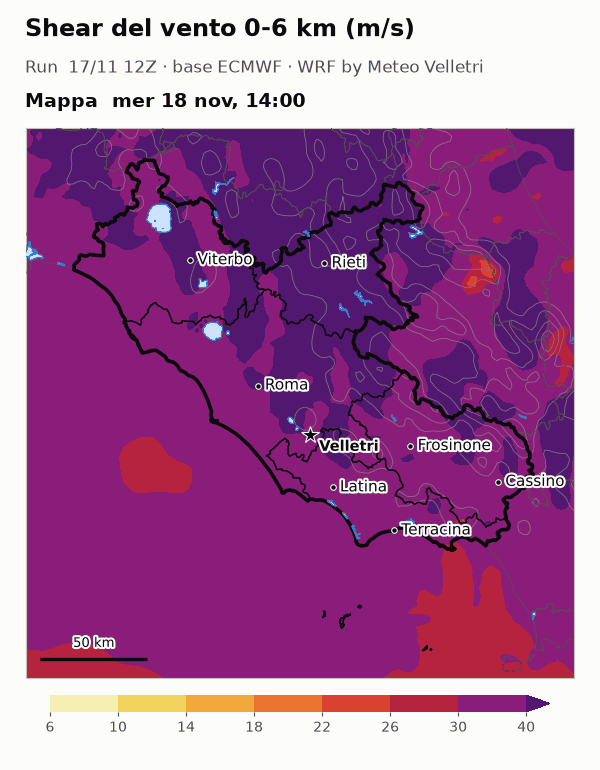 Shear del vento 0-6 km (m/s)
Run  17/11 12Z · base ECMWF · WRF by Meteo Velletri
Mappa  mer 18 nov, 14:00
Viterbo
Rieti
Roma
Velletri
Frosinone
Cassino
Latina
Terracina
50 km
6 10 14 18 22 26 30 40